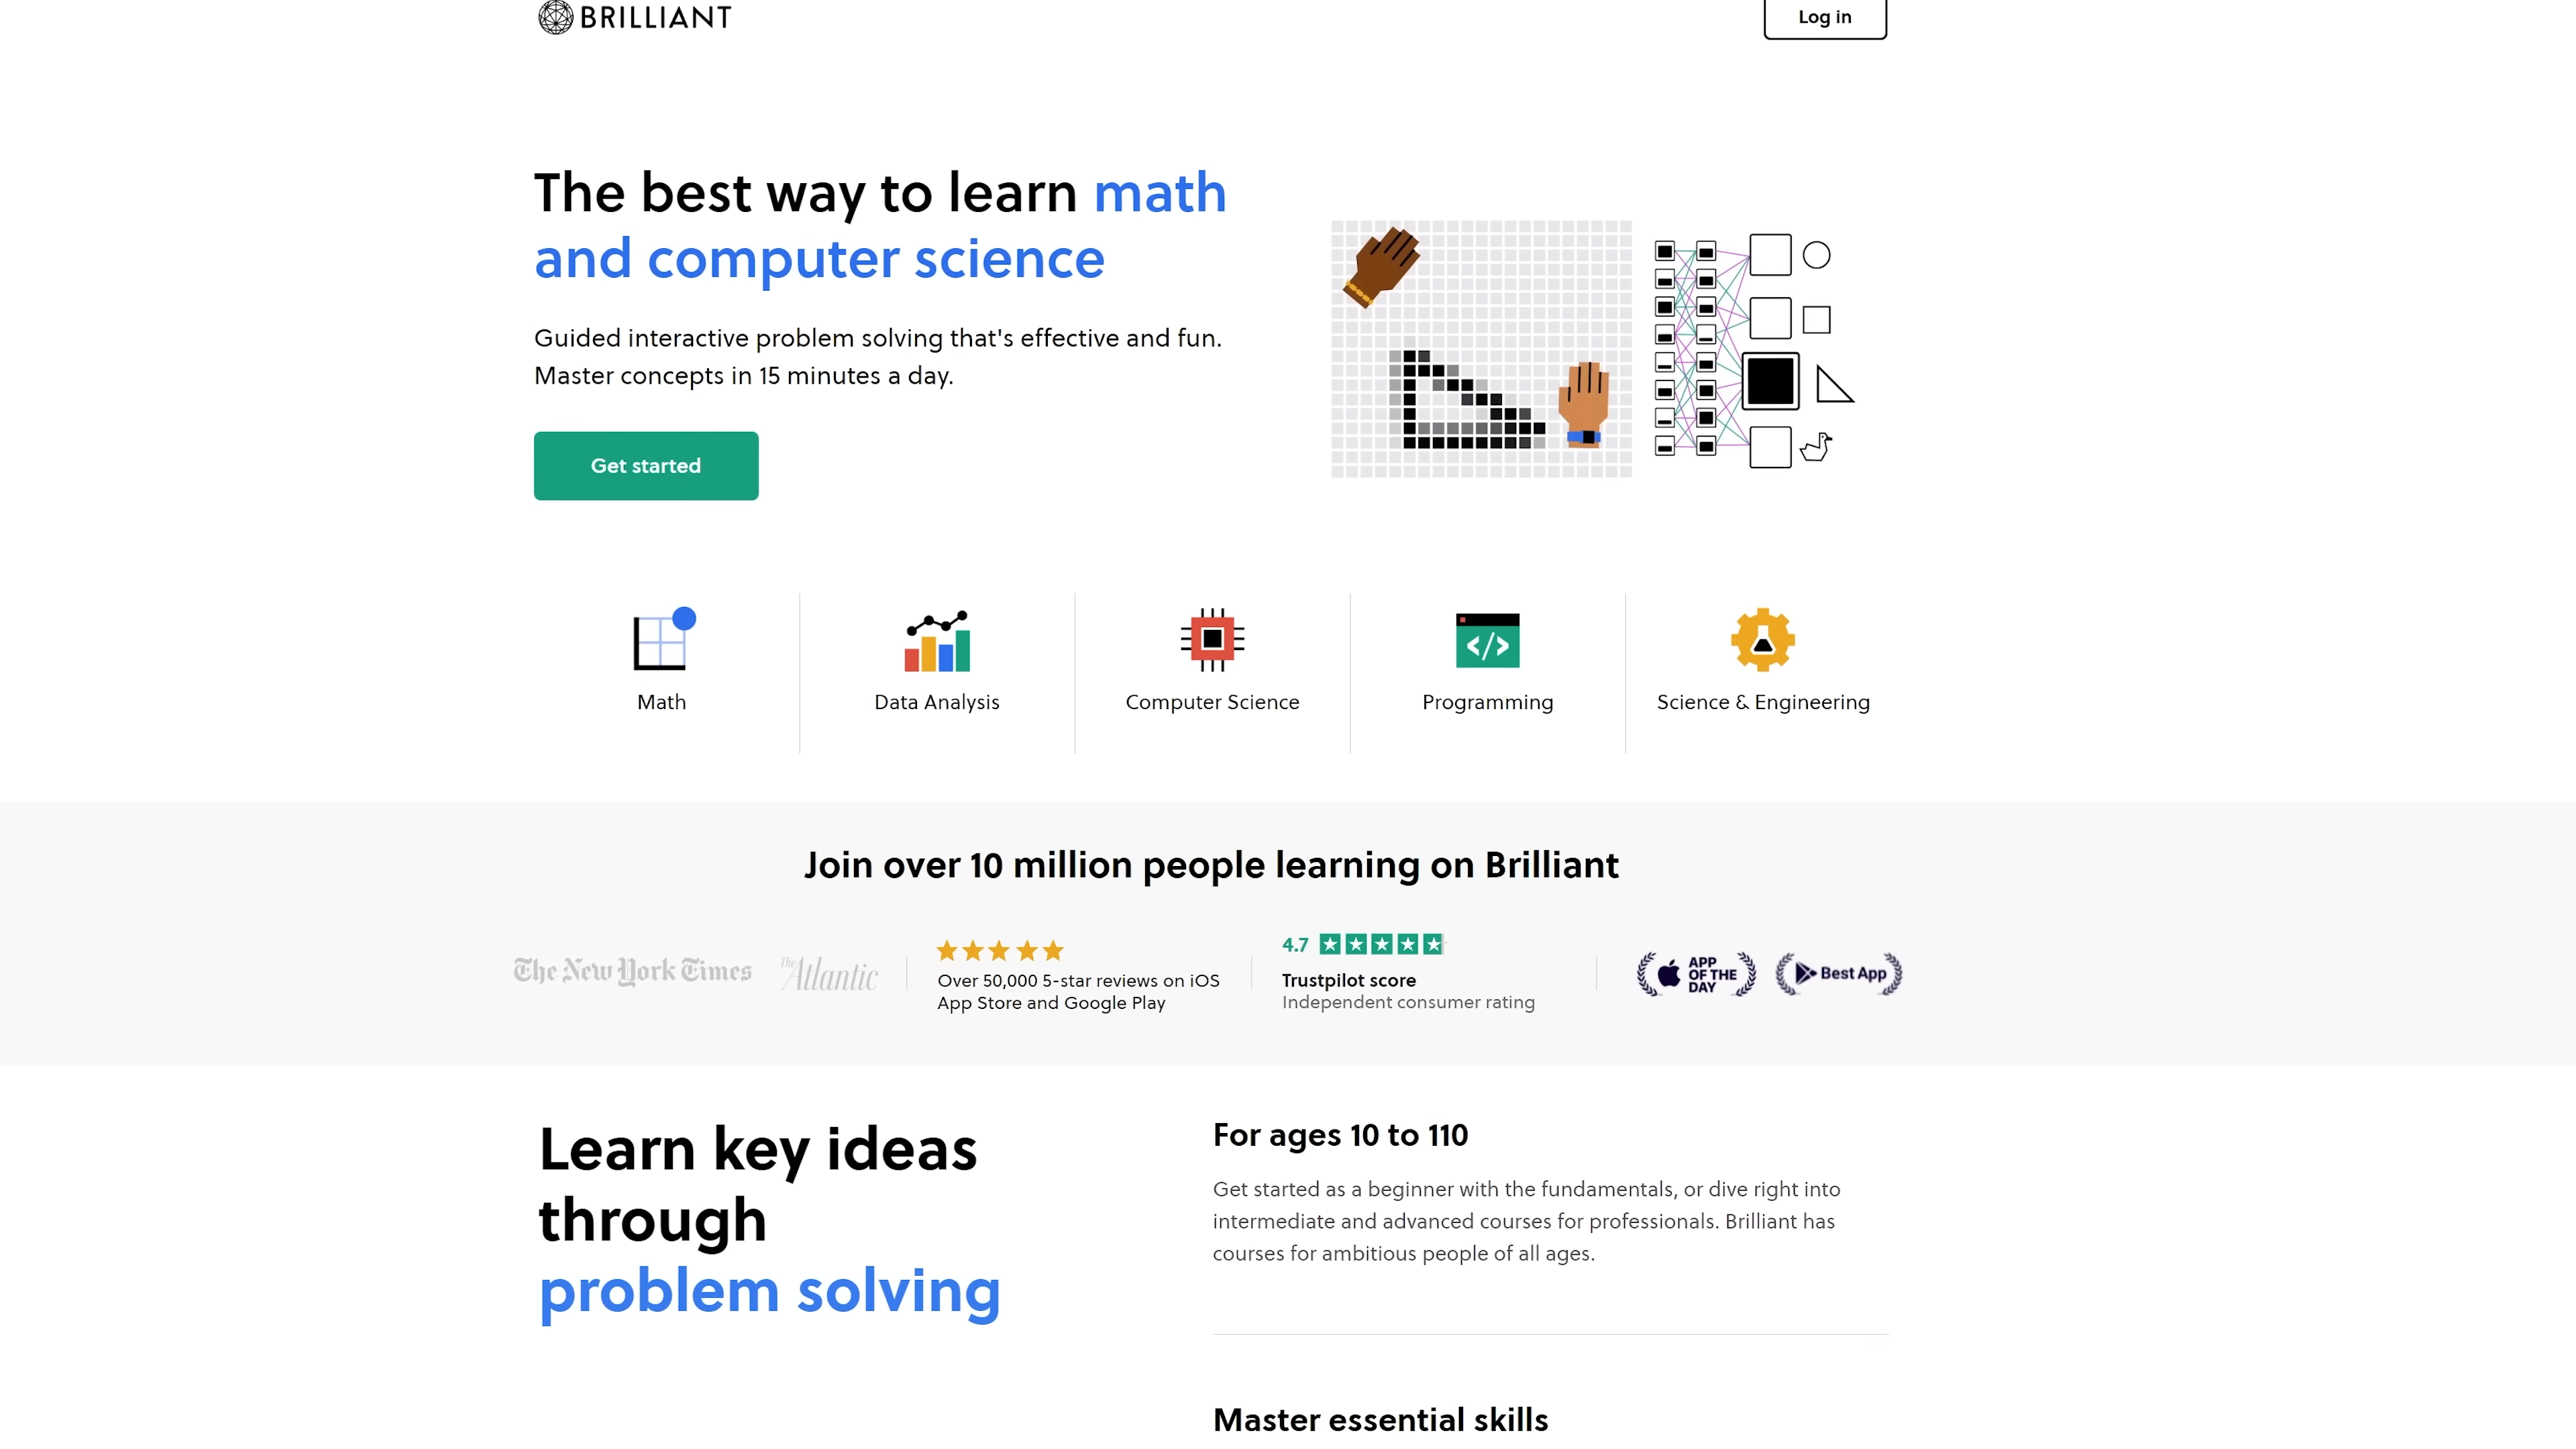 BRILLIANT
Log in
The best way to learn math
and computer science
Guided interactive problem solving that's effective and fun.
Master concepts in 15 minutes a day.
Get started
</>
Math
Data Analysis
Computer Science
Programming
Science & Engineering
Join over 10 million people learning on Brilliant
The New York Times
The Atlantic
Over 50,000 5-star reviews on iOS
App Store and Google Play
4.7
Trustpilot score
Independent consumer rating
APP
OF THE
DAY
Best App
Learn key ideas
through
problem solving
For ages 10 to 110
Get started as a beginner with the fundamentals, or dive right into
intermediate and advanced courses for professionals. Brilliant has
courses for ambitious people of all ages.
Master essential skills